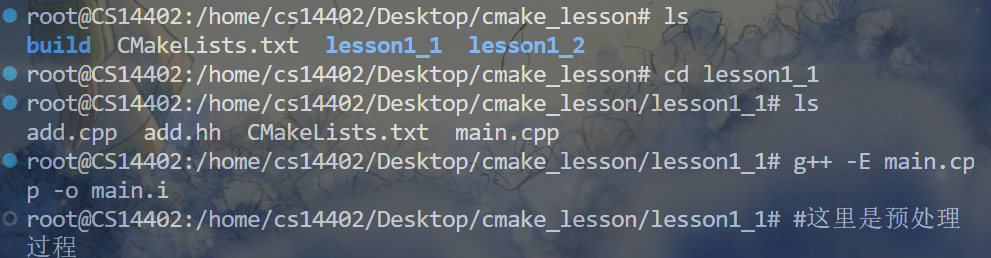 root@CS14402:/home/cs14402/Desktop/cmake_lesson# ls
build  CMakeLists.txt  lesson1_1  lesson1_2
root@CS14402:/home/cs14402/Desktop/cmake_lesson# cd lesson1_1
root@CS14402:/home/cs14402/Desktop/cmake_lesson/lesson1_1# ls
add.cpp  add.hh  CMakeLists.txt  main.cpp
root@CS14402:/home/cs14402/Desktop/cmake_lesson/lesson1_1# g++ -E main.cp
p -o main.i
root@CS14402:/home/cs14402/Desktop/cmake_lesson/lesson1_1# #这里是预处理
过程